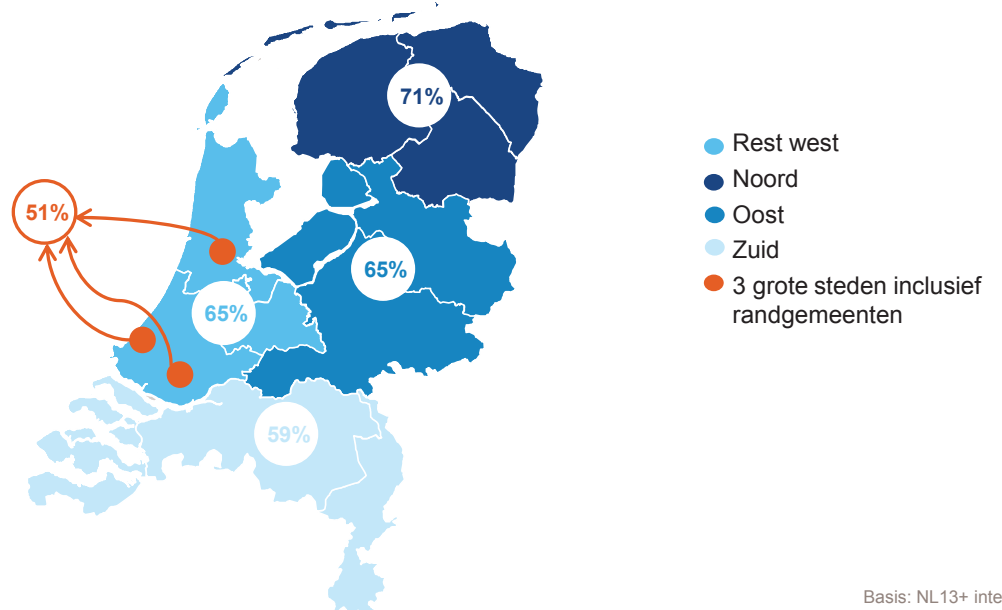 71%
51%
65%
65%
59%
Rest west
Noord
Oost
Zuid
3 grote steden inclusief
randgemeenten
Basis: NL13+ inte